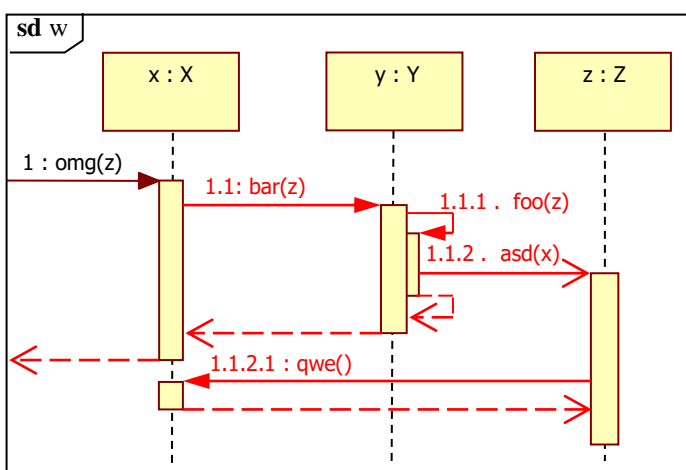 sd w
x : X
y : Y
z : Z
1 : omg(z)
1.1: bar(z)
1.1.1 . foo(z)
1.1.2 . asd(x)
1.1.2.1 : qwe()